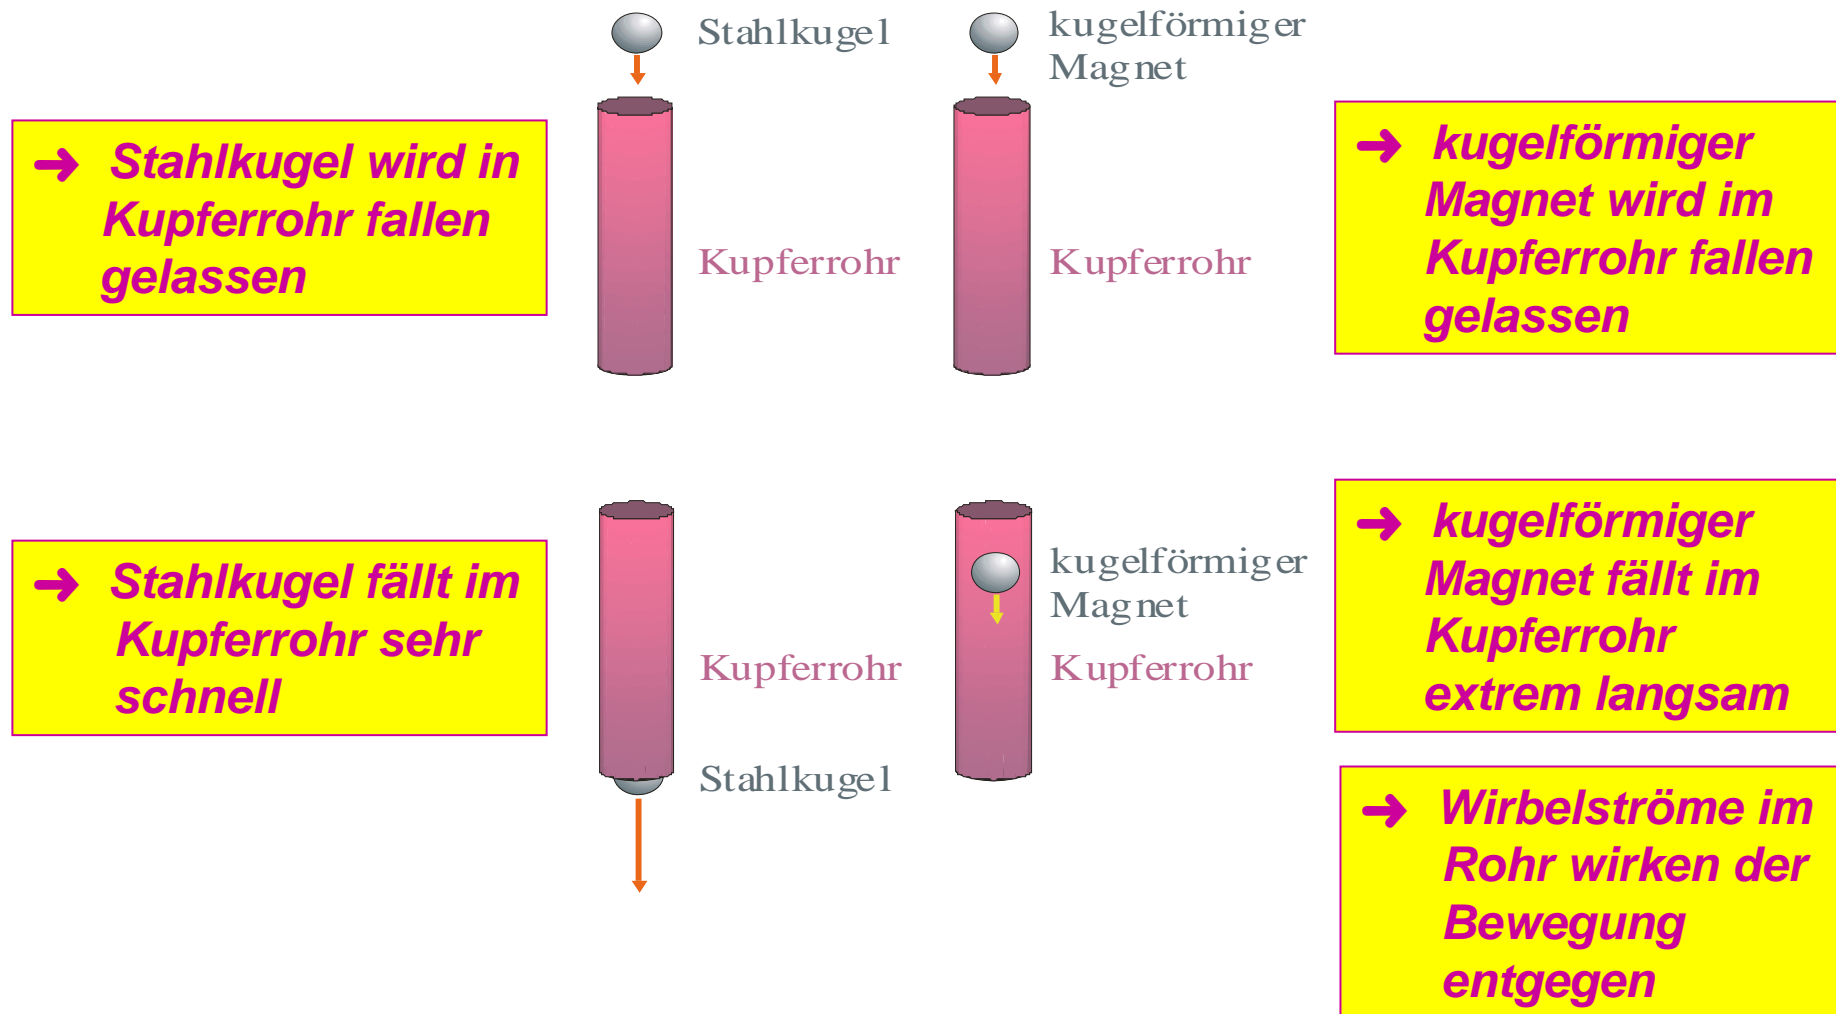 Stahlkugel
kugelförmiger
Magnet
➜ Stahlkugel wird in
Kupferrohr fallen
gelassen
Kupferrohr
Kupferrohr
➜ kugelförmiger
Magnet wird im
Kupferrohr fallen
gelassen
➜ Stahlkugel fällt im
Kupferrohr sehr
schnell
Kupferrohr
Stahlkugel
kugelförmiger
Magnet
Kupferrohr
➜ kugelförmiger
Magnet fällt im
Kupferrohr
extrem langsam
➜ Wirbelströme im
Rohr wirken der
Bewegung
entgegen